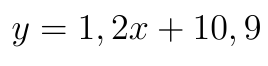 y = 1, 2x + 10, 9